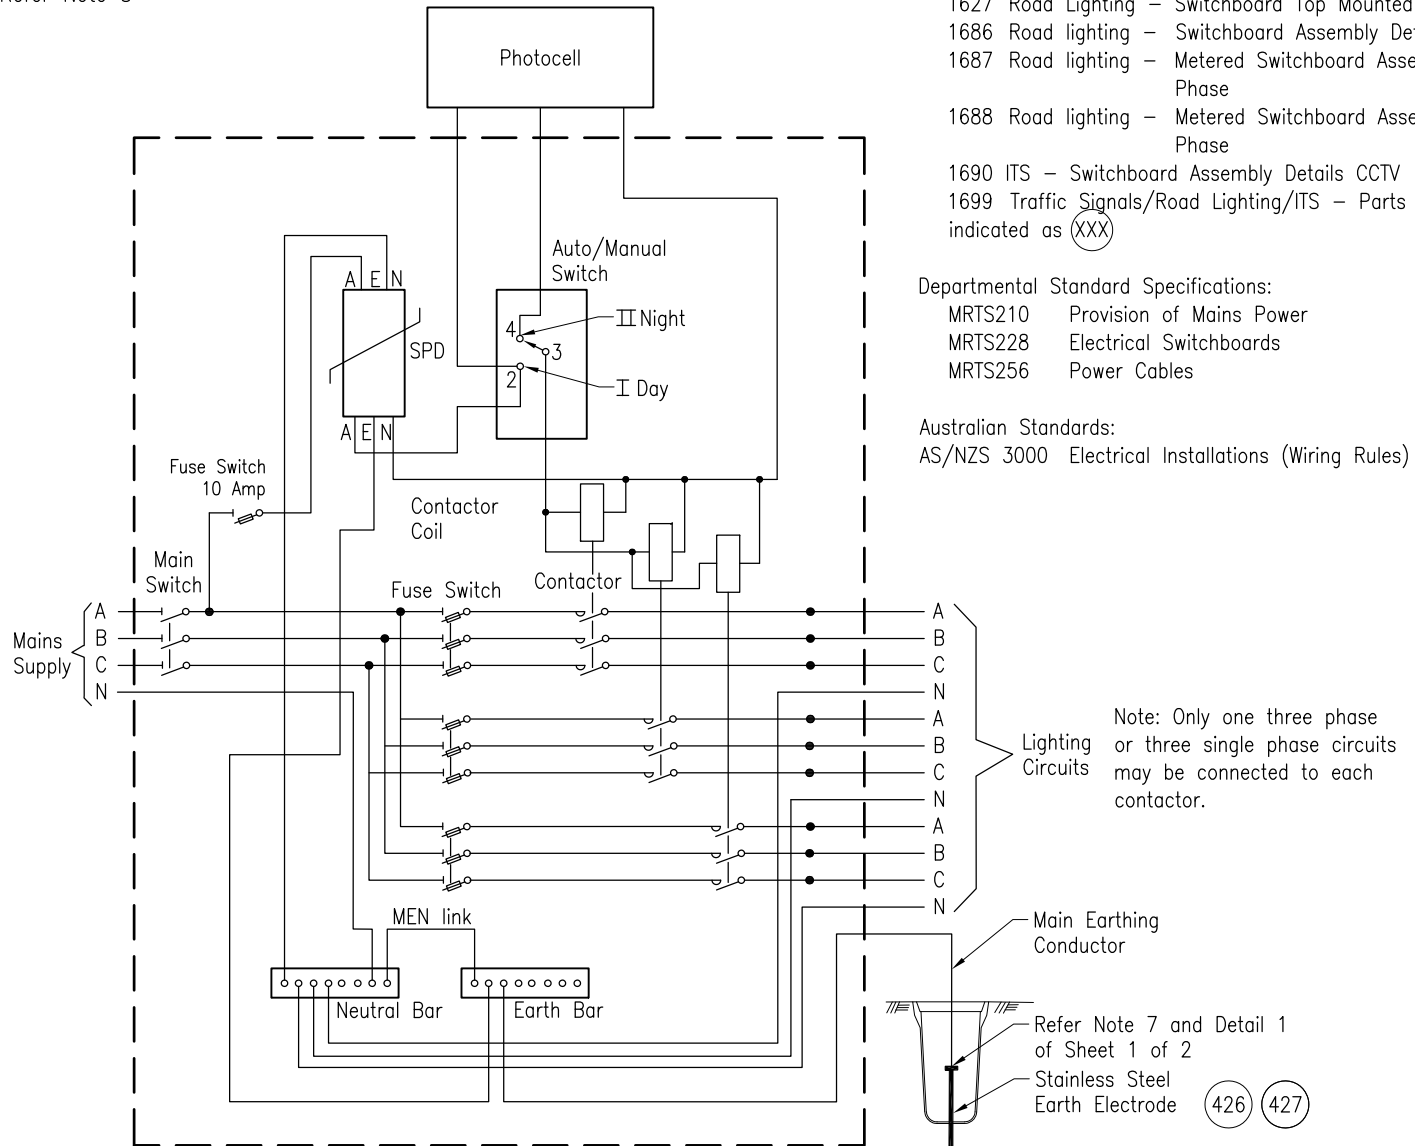 Photocell
1627 Road Lighting – Switchboard Top Mounted
1686 Road lighting – Switchboard Assembly
1687 Road lighting – Metered Switchboard
Phase
1688 Road lighting – Metered Switchboard
Phase
1690 ITS – Switchboard Assembly Details CCTV
1699 Traffic Signals/Road Lighting/ITS – Parts
indicated as XXX
Departmental Standard Specifications:
MRTS210 Provision of Mains Power
MRTS228 Electrical Switchboards
MRTS256 Power Cables
Australian Standards:
AS/NZS 3000 Electrical Installations (Wiring Rules)
Auto/Manual
Switch
A E N
4
II Night
3
SPD
2
I Day
A E N
Fuse Switch
10 Amp
Contactor
Coil
Main
Switch
Fuse Switch
Contactor
Mains
Supply
A
B
C
N
A
B
C
N
A
B
C
N
A
B
C
N
Lighting
Circuits
Note: Only one three phase
or three single phase circuits
may be connected to each
contactor.
MEN link
Neutral Bar
Earth Bar
Main Earthing
Conductor
Refer Note 7 and Detail 1
of Sheet 1 of 2
Stainless Steel
Earth Electrode
426 427